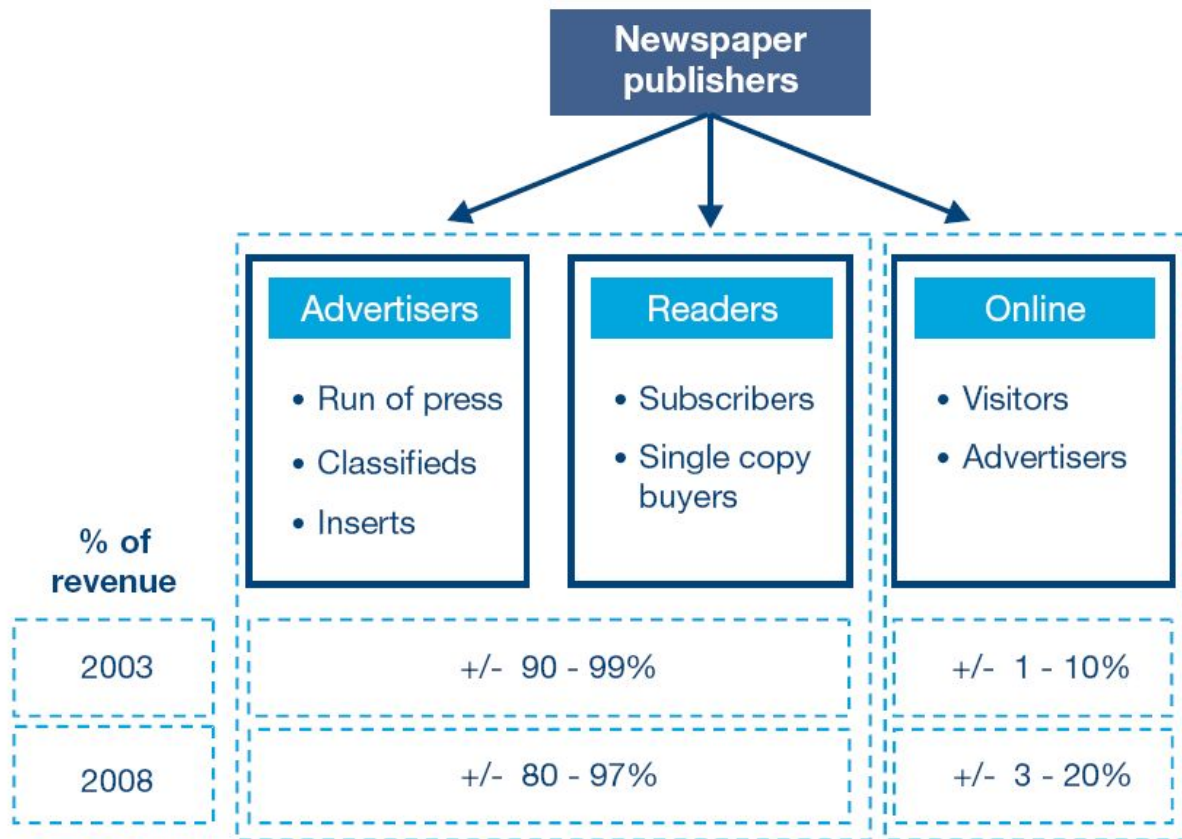 Newspaper
publishers
Advertisers
• Run of press
• Classifieds
• Inserts
Readers
• Subscribers
• Single copy
buyers
Online
• Visitors
• Advertisers
% of
revenue
2003
+/- 90 - 99%
+/- 1 - 10%
2008
+/- 80 - 97%
+/- 3 - 20%